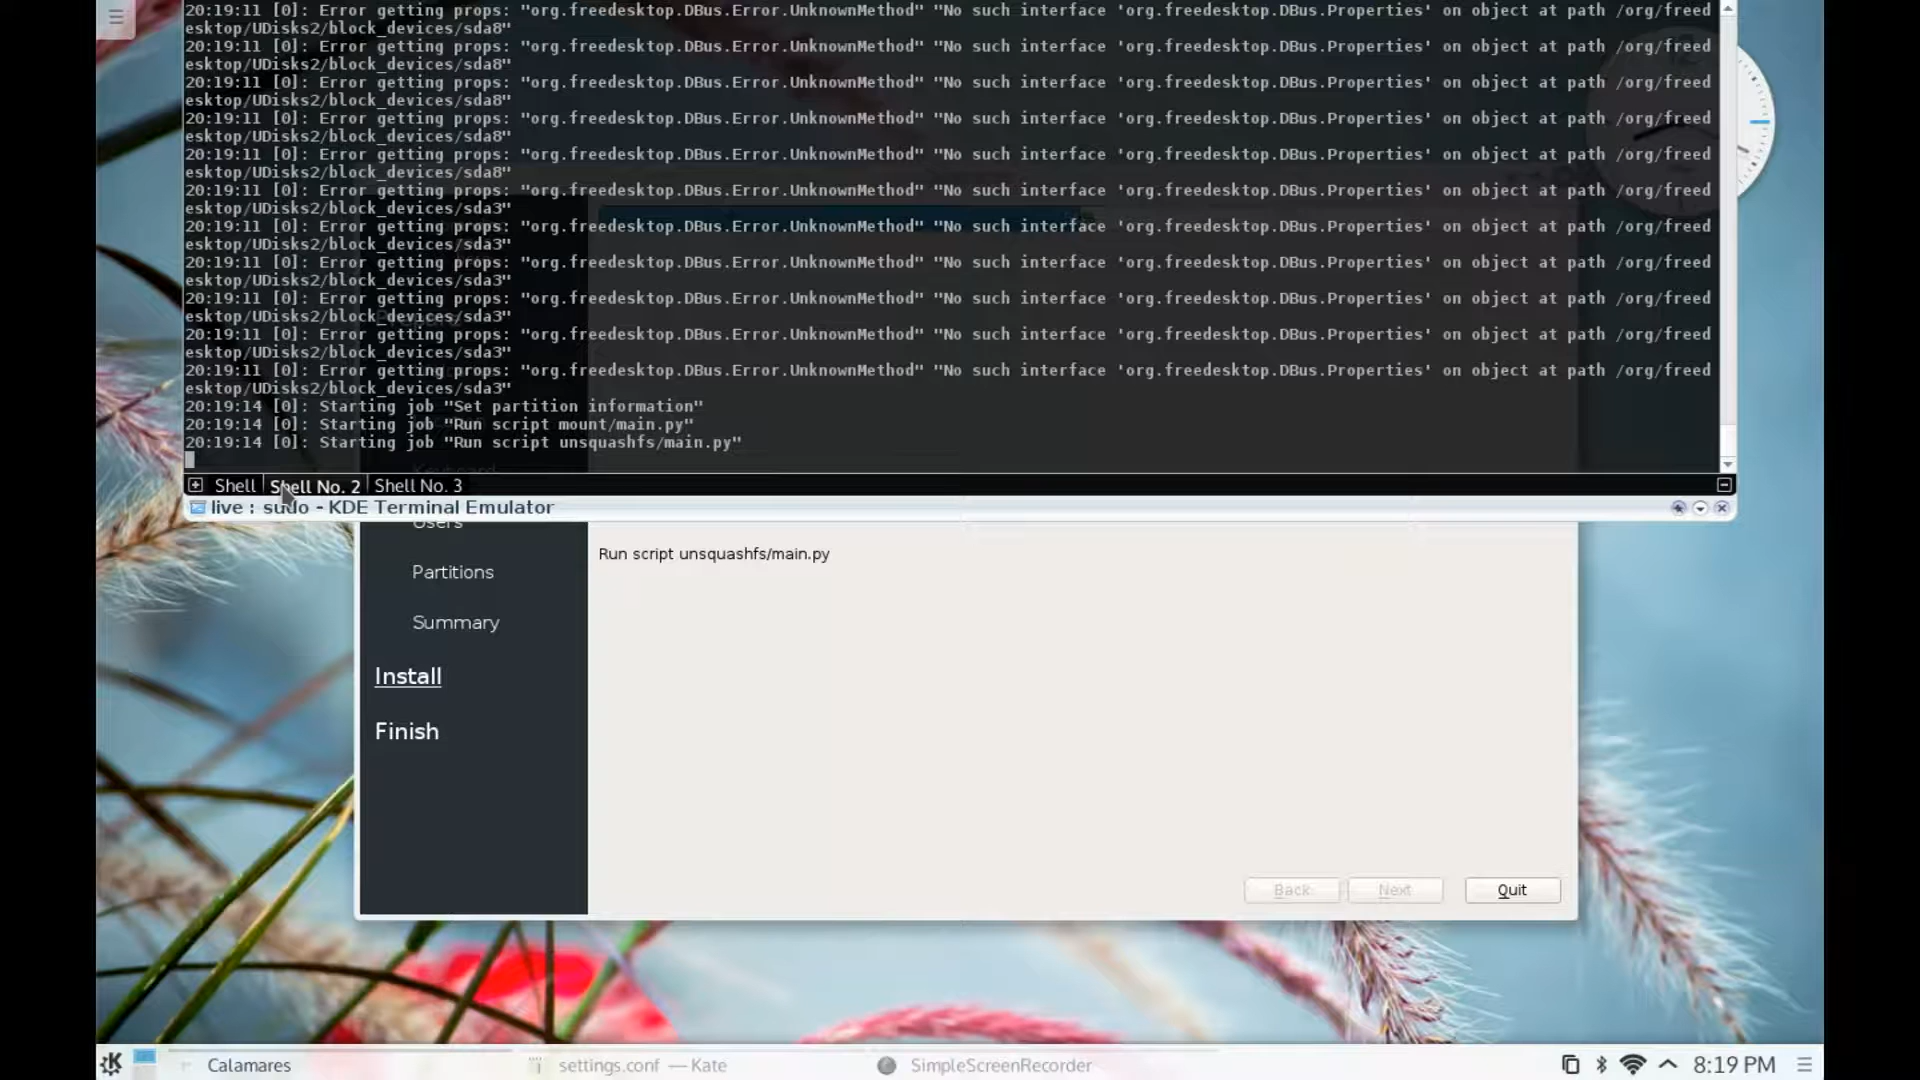 20:19:11 [0]: Error getting props: "org.freedesktop.DBus.Error.UnknownMethod" "No such interface 'org.freedesktop.DBus.Properties' on object at path /org/freed
esktop/UDisks2/block_devices/sda8"
20:19:11 [0]: Error getting props: "org.freedesktop.DBus.Error.UnknownMethod" "No such interface 'org.freedesktop.DBus.Properties' on object at path /org/freed
esktop/UDisks2/block_devices/sda8"
20:19:11 [0]: Error getting props: "org.freedesktop.DBus.Error.UnknownMethod" "No such interface 'org.freedesktop.DBus.Properties' on object at path /org/freed
esktop/UDisks2/block_devices/sda8"
20:19:11 [0]: Error getting props: "org.freedesktop.DBus.Error.UnknownMethod" "No such interface 'org.freedesktop.DBus.Properties' on object at path /org/freed
esktop/UDisks2/block_devices/sda8"
20:19:11 [0]: Error getting props: "org.freedesktop.DBus.Error.UnknownMethod" "No such interface 'org.freedesktop.DBus.Properties' on object at path /org/freed
esktop/UDisks2/block_devices/sda8"
20:19:11 [0]: Error getting props: "org.freedesktop.DBus.Error.UnknownMethod" "No such interface 'org.freedesktop.DBus.Properties' on object at path /org/freed
esktop/UDisks2/block_devices/sda3"
20:19:11 [0]: Error getting props: "org.freedesktop.DBus.Error.UnknownMethod" "No such interface 'org.freedesktop.DBus.Properties' on object at path /org/freed
esktop/UDisks2/block_devices/sda3"
20:19:11 [0]: Error getting props: "org.freedesktop.DBus.Error.UnknownMethod" "No such interface 'org.freedesktop.DBus.Properties' on object at path /org/freed
esktop/UDisks2/block_devices/sda3"
20:19:11 [0]: Error getting props: "org.freedesktop.DBus.Error.UnknownMethod" "No such interface 'org.freedesktop.DBus.Properties' on object at path /org/freed
esktop/UDisks2/block_devices/sda3"
20:19:11 [0]: Error getting props: "org.freedesktop.DBus.Error.UnknownMethod" "No such interface 'org.freedesktop.DBus.Properties' on object at path /org/freed
esktop/UDisks2/block_devices/sda3"
20:19:11 [0]: Error getting props: "org.freedesktop.DBus.Error.UnknownMethod" "No such interface 'org.freedesktop.DBus.Properties' on object at path /org/freed
esktop/UDisks2/block_devices/sda3"
20:19:14 [0]: Starting job "Set partition information"
20:19:14 [0]: Starting job "Run script mount/main.py"
20:19:14 [0]: Starting job "Run script unsquashfs/main.py"
Keyboard
Shell Shell No. 2 Shell No. 3
live : sudo - KDE Terminal Emulator
Users
Run script unsquashfs/main.py
Partitions
Summary
Install
Finish
Back Next Quit
Calamares settings.conf — Kate SimpleScreenRecorder 8:19 PM